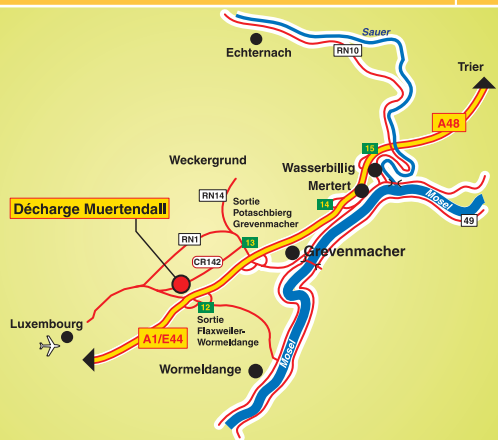 Sauer
RN10
Echternach
Trier
A48
15
Weckergrund
Wasserbillig
Mertert
RN14
14
Sortie
Potaschbierg
Grevenmacher
Mosel
49
Décharge Muertendall
RN1
13
Grevenmacher
CR142
12
Sortie
Flaxweiler-
Wormeldange
Luxembourg
A1/E44
Mosel
Wormeldange